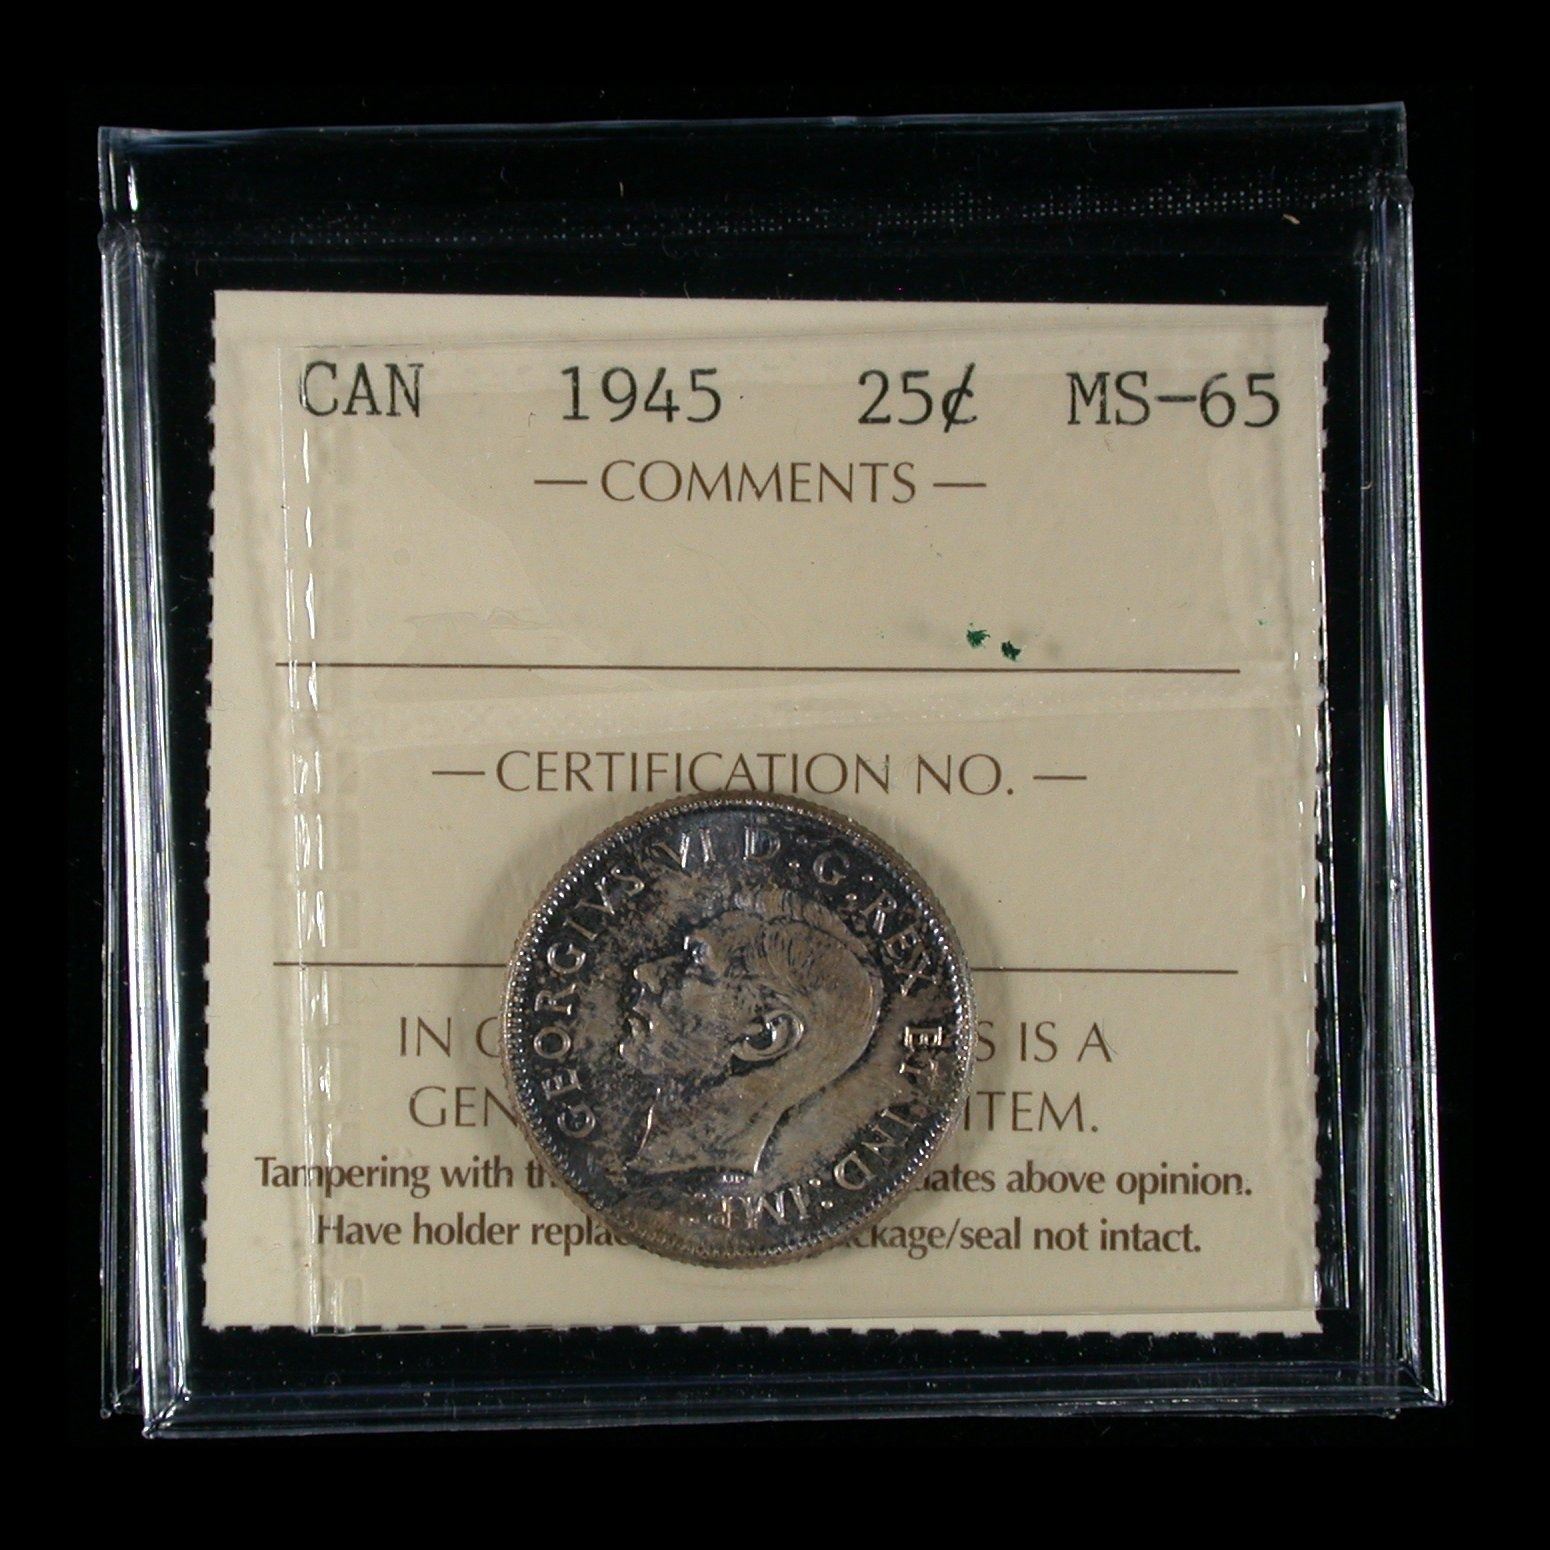 CAN 1945 25¢ MS-65
— COMMENTS —
— CERTIFICATION NO. —
GEORGIVS VI D:G:REX ET IND:IMP:
IN S IS A
GEN ITEM.
Tampering with th dates above opinion.
Have holder replac ckage/seal not intact.